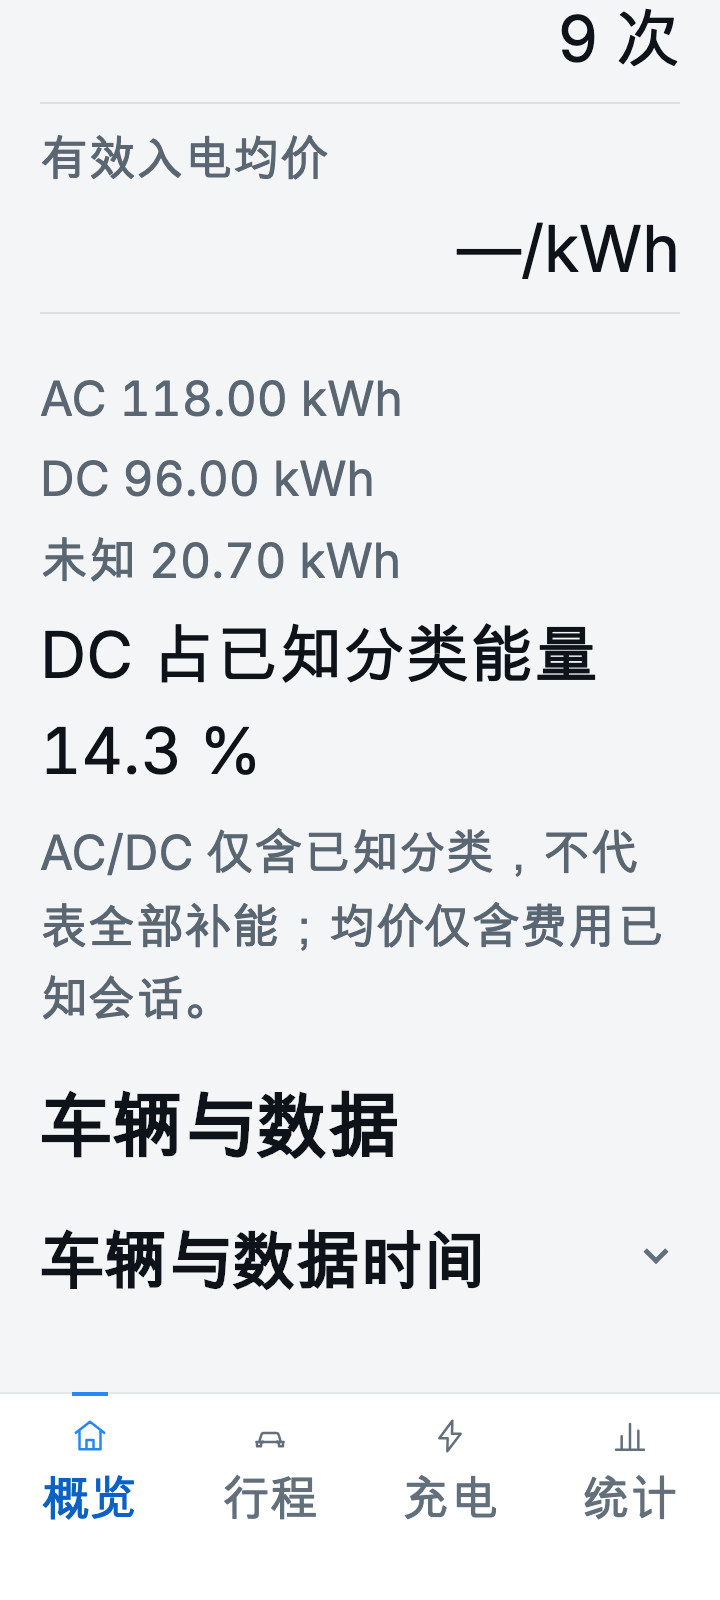 9 次
有效入电均价
—/kWh
AC 118.00 kWh
DC 96.00 kWh
未知 20.70 kWh
DC 占已知分类能量
14.3 %
AC/DC 仅含已知分类，不代
表全部补能；均价仅含费用已
知会话。
车辆与数据
车辆与数据时间
概览
行程
充电
统计